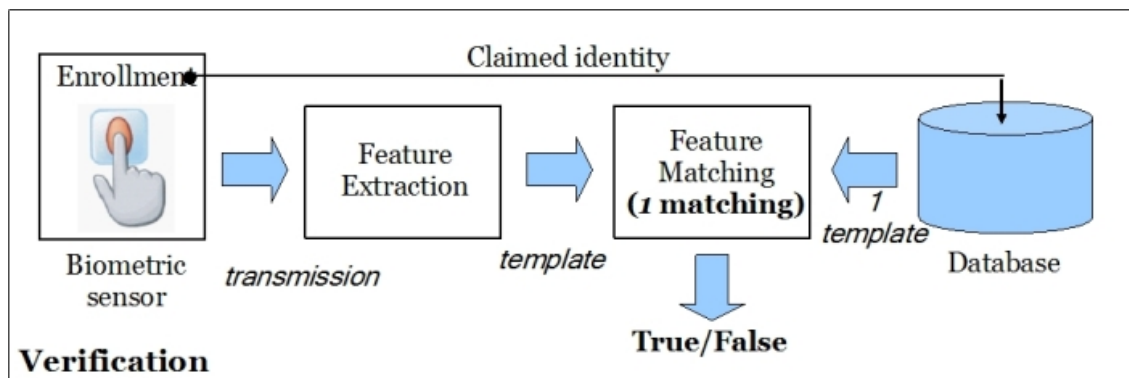 Claimed identity
Enrollment
Feature
Extraction
Feature
Matching
(1 matching)
1
template
template
transmission
Biometric
sensor
Database
True/False
Verification